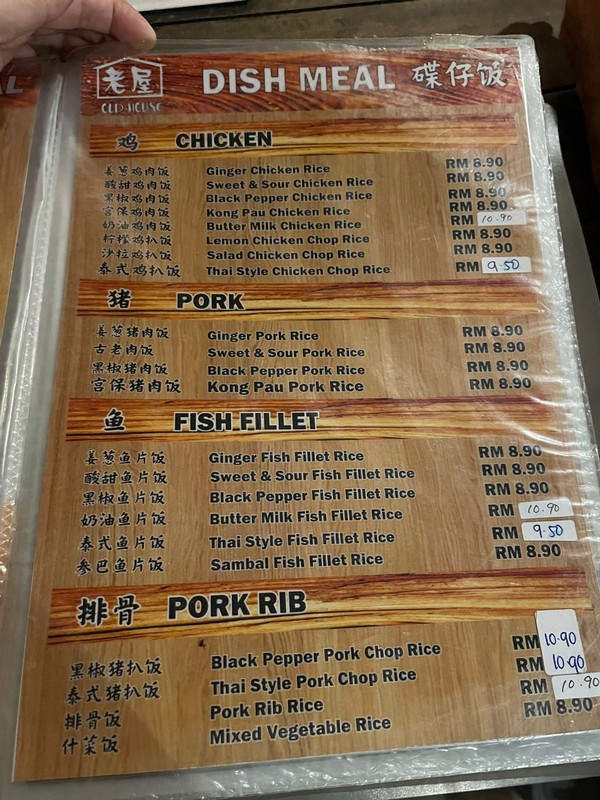 AL
老屋
OLD HOUSE
DISH MEAL 碟仔饭
鸡 CHICKEN
姜葱鸡肉饭 Ginger Chicken Rice RM 8.90
酸甜鸡肉饭 Sweet & Sour Chicken Rice RM 8.90
黑椒鸡肉饭 Black Pepper Chicken Rice RM 8.90
宫保鸡肉饭 Kong Pau Chicken Rice RM 8.90
奶油鸡肉饭 Butter Milk Chicken Rice RM 10.90
柠檬鸡扒饭 Lemon Chicken Chop Rice RM 8.90
沙拉鸡扒饭 Salad Chicken Chop Rice RM 8.90
泰式鸡扒饭 Thai Style Chicken Chop Rice RM 9.50
猪 PORK
姜葱猪肉饭 Ginger Pork Rice RM 8.90
古老肉饭 Sweet & Sour Pork Rice RM 8.90
黑椒猪肉饭 Black Pepper Pork Rice RM 8.90
宫保猪肉饭 Kong Pau Pork Rice RM 8.90
鱼 FISH FILLET
姜葱鱼片饭 Ginger Fish Fillet Rice RM 8.90
酸甜鱼片饭 Sweet & Sour Fish Fillet Rice RM 8.90
黑椒鱼片饭 Black Pepper Fish Fillet Rice RM 8.90
奶油鱼片饭 Butter Milk Fish Fillet Rice RM 10.90
泰式鱼片饭 Thai Style Fish Fillet Rice RM 9.50
参巴鱼片饭 Sambal Fish Fillet Rice RM 8.90
排骨 PORK RIB
黑椒猪扒饭 Black Pepper Pork Chop Rice RM 10.90
泰式猪扒饭 Thai Style Pork Chop Rice RM 10.90
排骨饭 Pork Rib Rice RM 10.90
什菜饭 Mixed Vegetable Rice RM 8.90